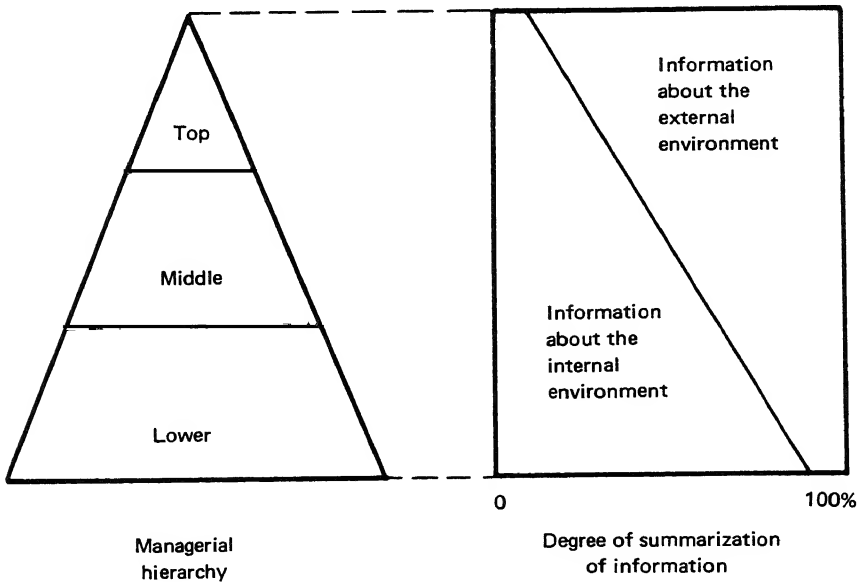 Top
Middle
Lower
Managerial
hierarchy
Information
about the
external
environment
Information
about the
internal
environment
0
100%
Degree of summarization
of information